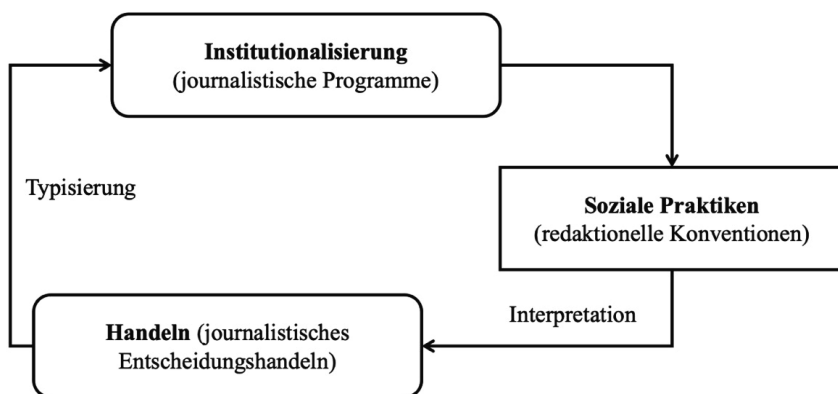 Institutionalisierung
(journalistische Programme)
Typisierung
Soziale Praktiken
(redaktionelle Konventionen)
Interpretation
Handeln (journalistisches
Entscheidungshandeln)